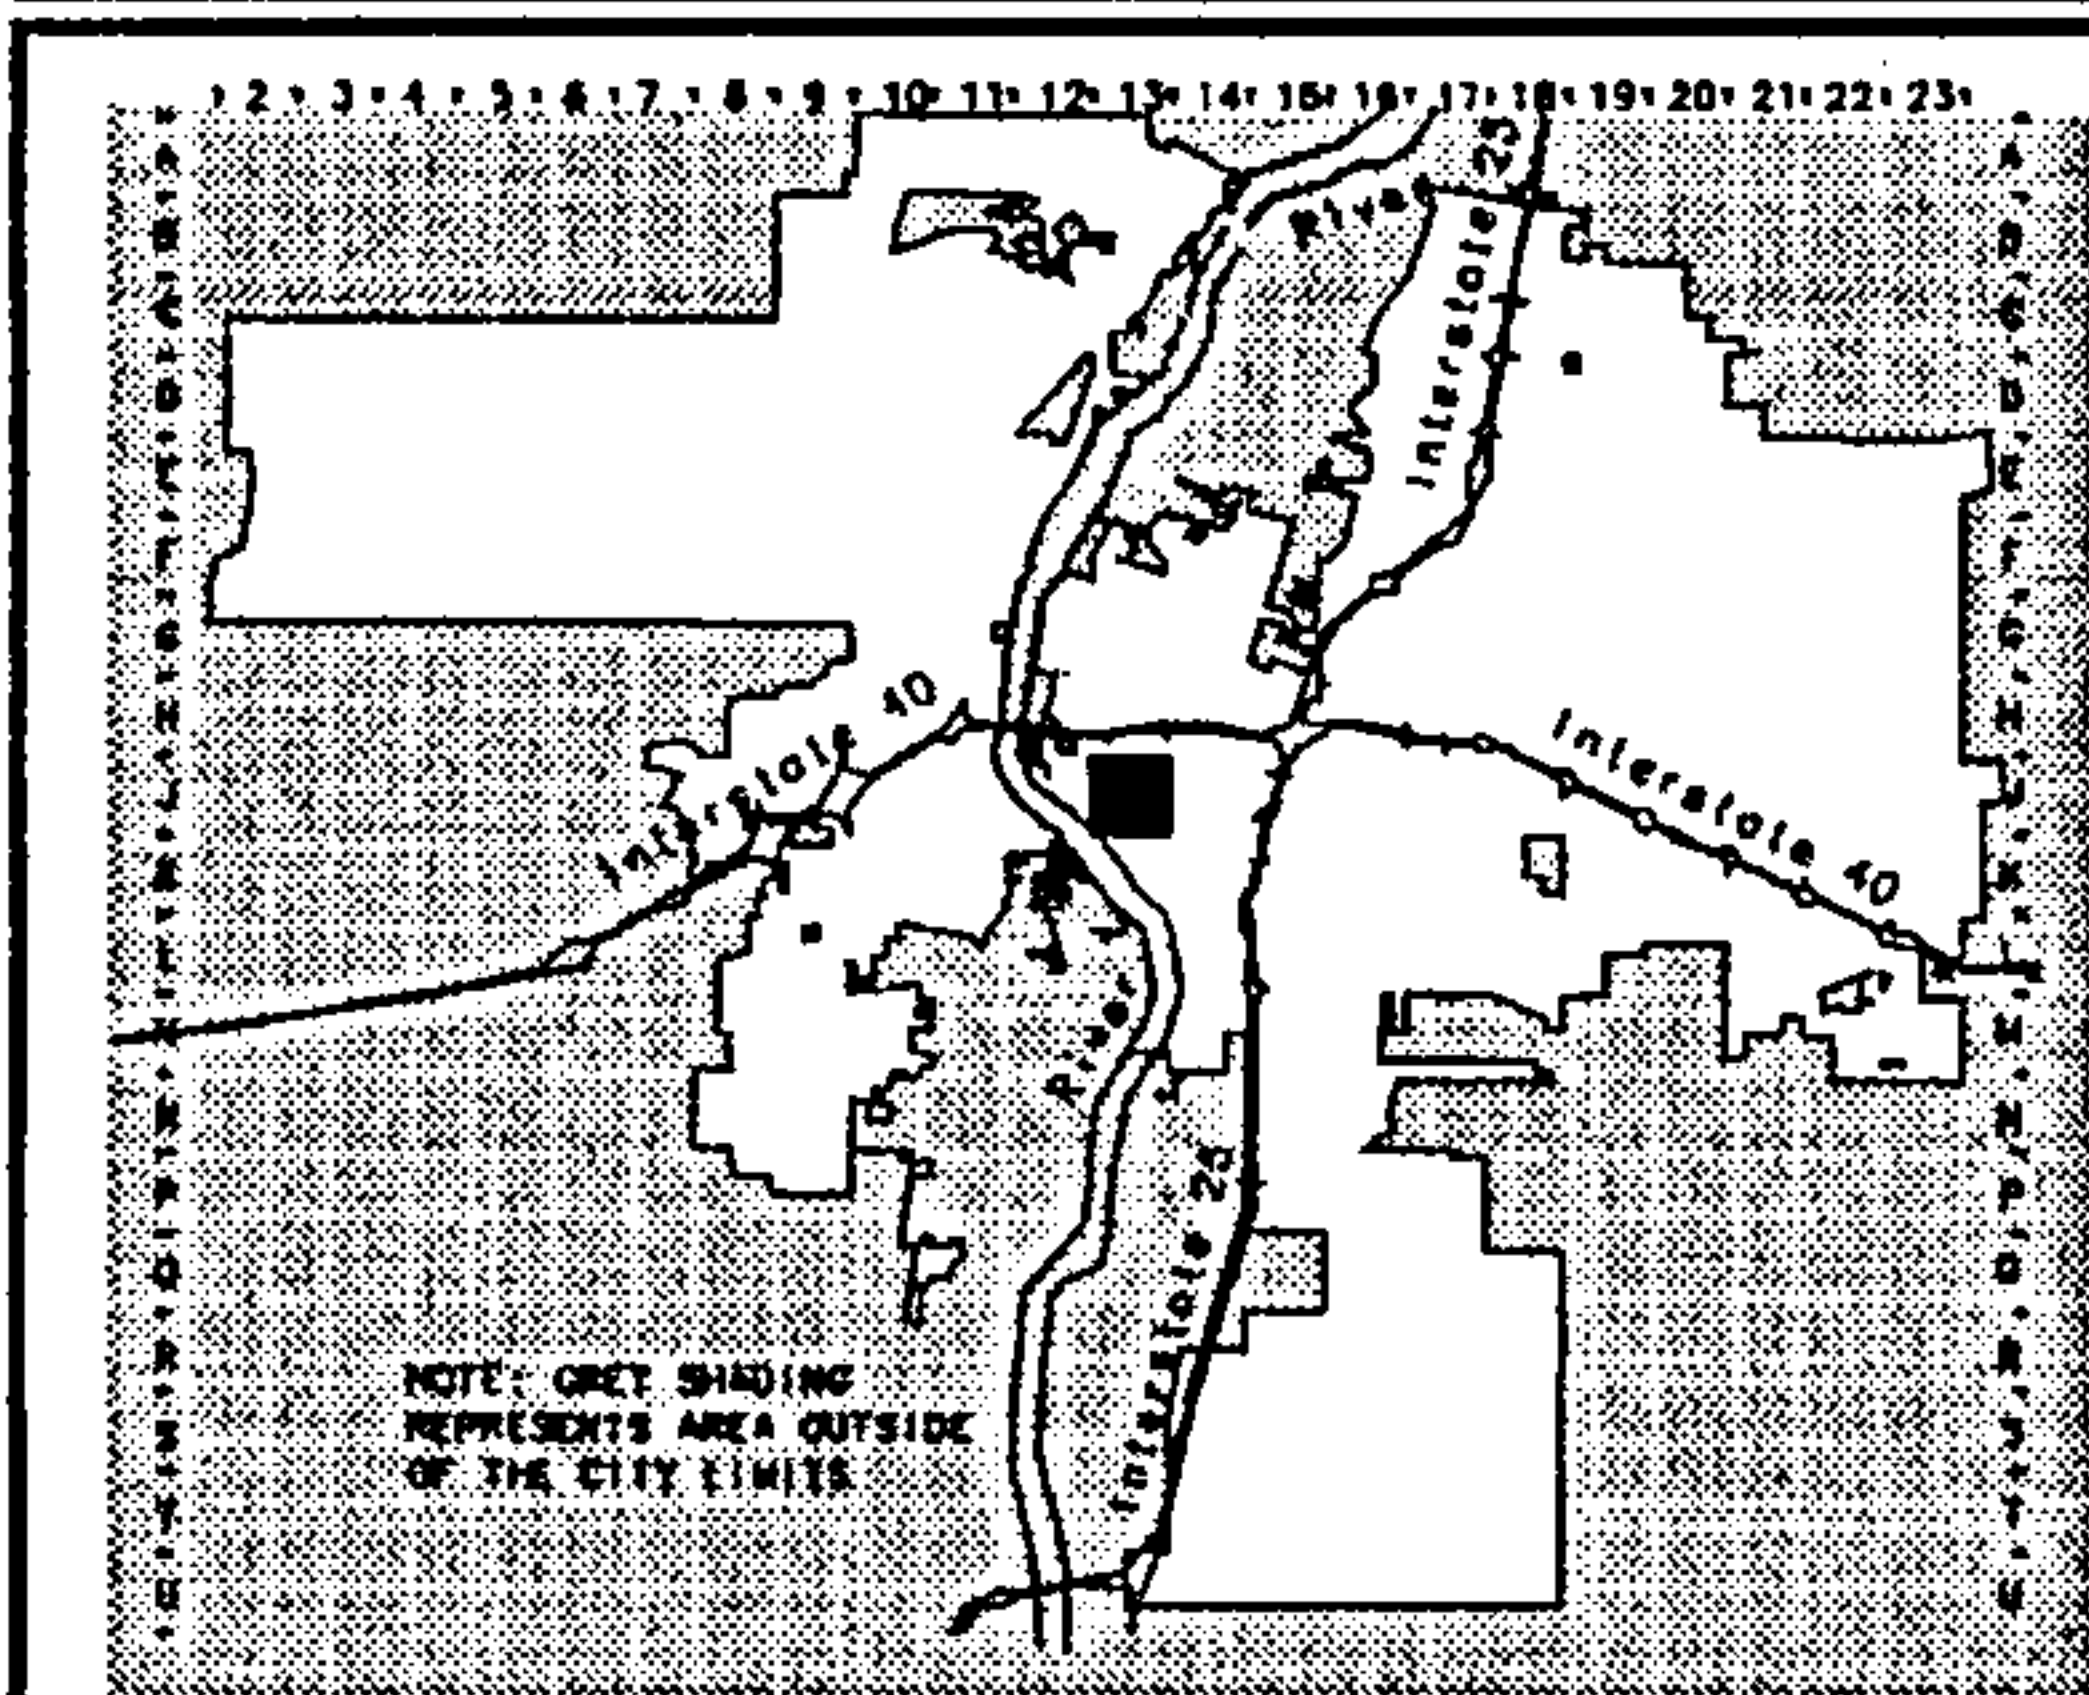 2 3 4 5 6 7 8 9 10 11 12 13 14 15 16 17 18 19 20 21 22 23
River
Interstate 25
Interstate 40
Interstate 40
River
Interstate 25
NOTE: GREY SHADING
REPRESENTS AREA OUTSIDE
OF THE CITY LIMITS